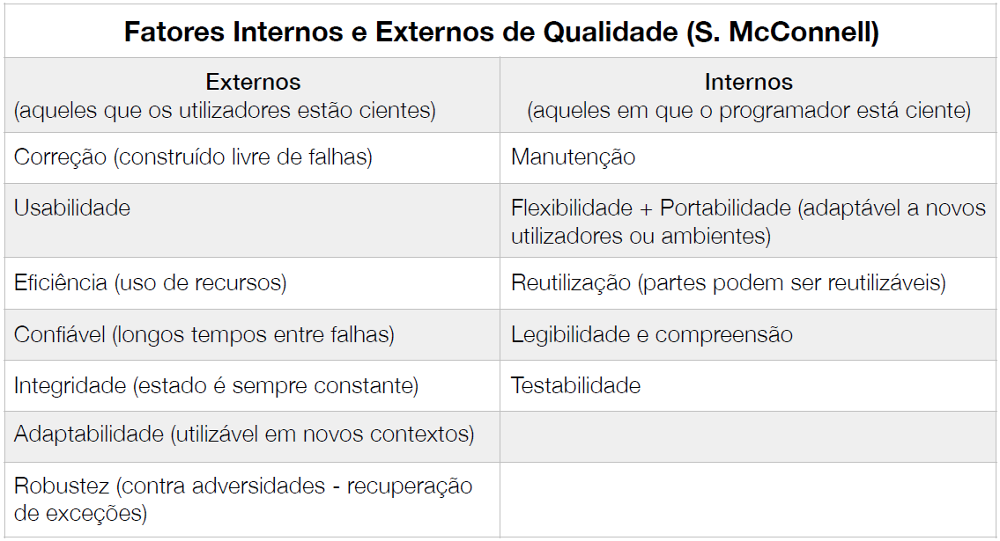 Fatores Internos e Externos de Qualidade (S. McConnell)
Externos
(aqueles que os utilizadores estão cientes)
Internos
(aqueles em que o programador está ciente)
Correção (construído livre de falhas)
Manutenção
Usabilidade
Flexibilidade + Portabilidade (adaptável a novos
utilizadores ou ambientes)
Eficiência (uso de recursos)
Reutilização (partes podem ser reutilizáveis)
Confiável (longos tempos entre falhas)
Legibilidade e compreensão
Integridade (estado é sempre constante)
Testabilidade
Adaptabilidade (utilizável em novos contextos)
Robustez (contra adversidades - recuperação
de exceções)